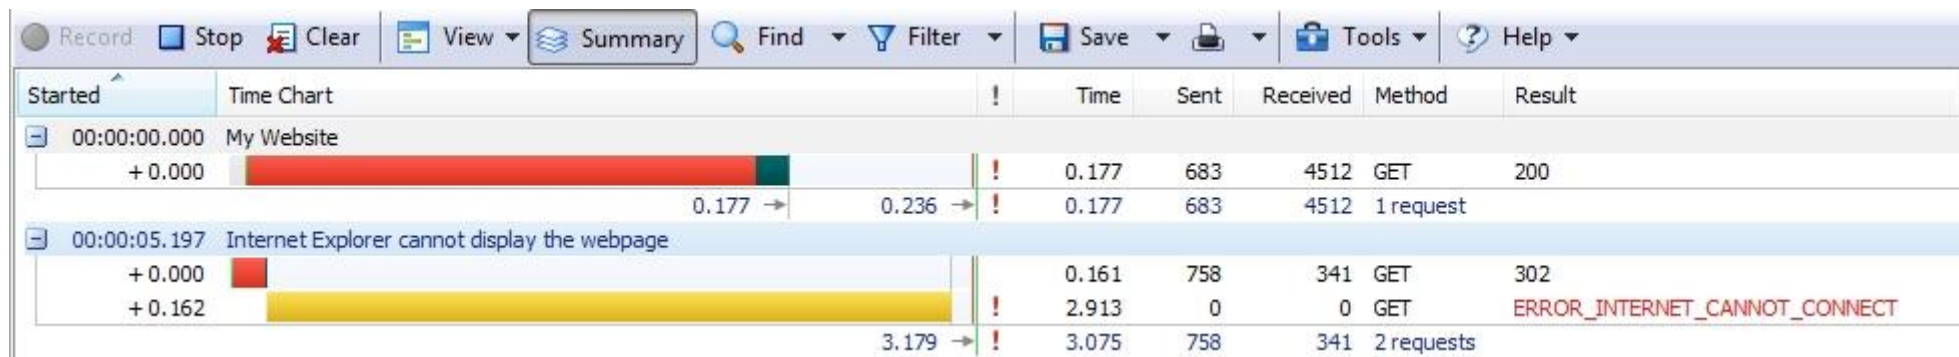 Record Stop Clear View Summary Find Filter Save Tools Help
Started Time Chart ! Time Sent Received Method Result
00:00:00.000 My Website
+ 0.000 ! 0.177 683 4512 GET 200
0.177 → 0.236 → ! 0.177 683 4512 1 request
00:00:05.197 Internet Explorer cannot display the webpage
+ 0.000 0.161 758 341 GET 302
+ 0.162 ! 2.913 0 0 GET ERROR_INTERNET_CANNOT_CONNECT
3.179 → ! 3.075 758 341 2 requests